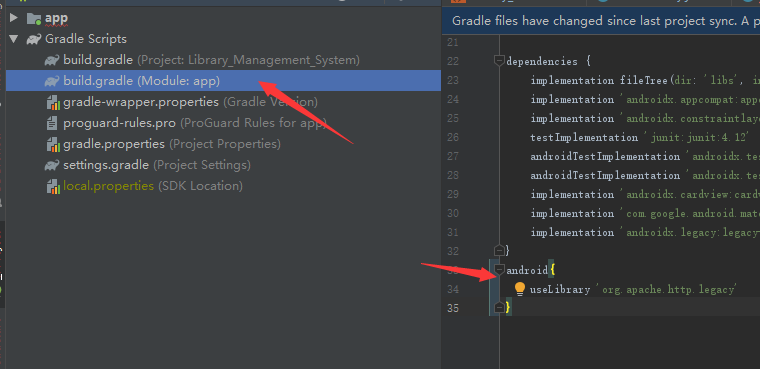 app
Gradle Scripts
build.gradle (Project: Library_Management_System)
build.gradle (Module: app)
gradle-wrapper.properties (Gradle Version)
proguard-rules.pro (ProGuard Rules for app)
gradle.properties (Project Properties)
settings.gradle (Project Settings)
local.properties (SDK Location)
Gradle files have changed since last project sync. A p
21
22 dependencies {
23 implementation fileTree(dir: 'libs', in
24 implementation 'androidx.appcompat:appc
25 implementation 'androidx.constraintlayo
26 testImplementation 'junit:junit:4.12'
27 androidTestImplementation 'androidx.tes
28 androidTestImplementation 'androidx.tes
29 implementation 'androidx.cardview:cardv
30 implementation 'com.google.android.mate
31 implementation 'androidx.legacy:legacy-
32 }
33 android{
34 useLibrary 'org.apache.http.legacy'
35 }